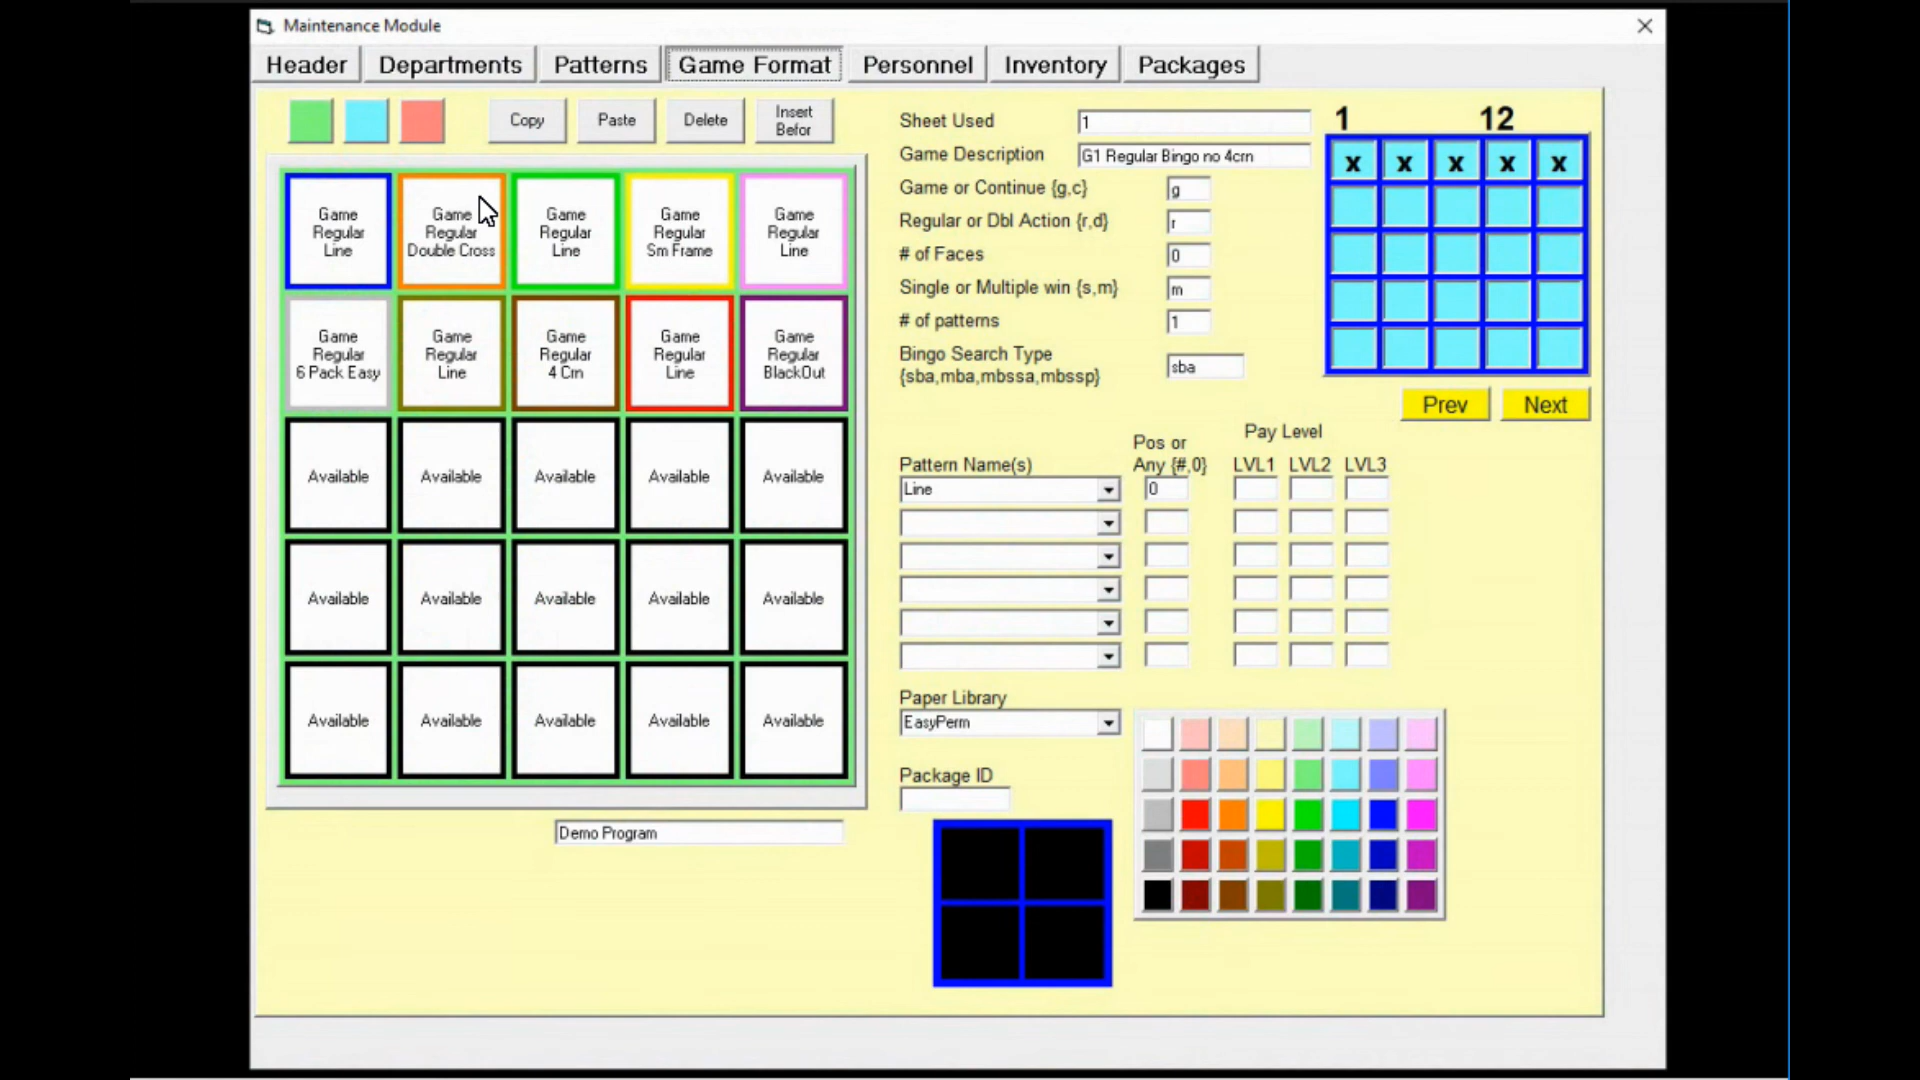 Maintenance Module
Header Departments Patterns Game Format Personnel Inventory Packages
Copy Paste Delete Insert Befor
Game Regular Line
Game Regular Double Cross
Game Regular Line
Game Regular Sm Frame
Game Regular Line
Game Regular 6 Pack Easy
Game Regular Line
Game Regular 4 Crn
Game Regular Line
Game Regular BlackOut
Available Available Available Available Available
Available Available Available Available Available
Available Available Available Available Available
Demo Program
Sheet Used 1
Game Description G1 Regular Bingo no 4crn
Game or Continue {g,c} g
Regular or Dbl Action {r,d} r
# of Faces 0
Single or Multiple win {s,m} m
# of patterns 1
Bingo Search Type
{sba,mba,mbssa,mbssp} sba
1 12
x x x x x
Prev Next
Pay Level
Pos or
Pattern Name(s) Any {#,0} LVL1 LVL2 LVL3
Line 0
Paper Library
EasyPerm
Package ID